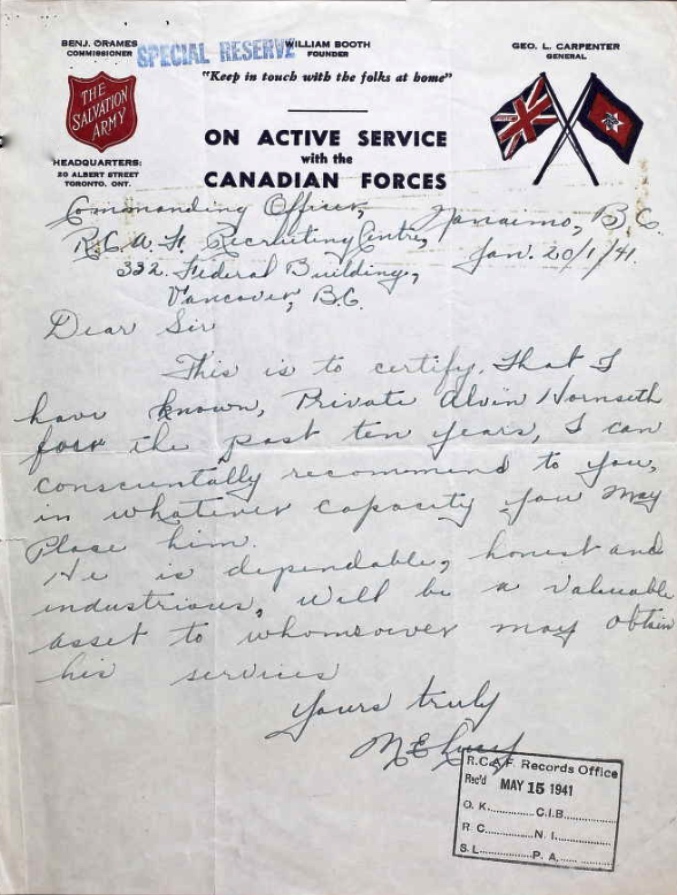 BENJ. ORAMES
COMMISSIONER
SPECIAL RESERVE
WILLIAM BOOTH
FOUNDER
GEO. L. CARPENTER
GENERAL
"Keep in touch with the folks at home"
THE
SALVATION
ARMY
ON ACTIVE SERVICE
with the
CANADIAN FORCES
HEADQUARTERS:
20 ALBERT STREET
TORONTO, ONT.
Commanding Officer,
Nanaimo, B.C.
R.C.A.F. Recruiting Centre,
Jan. 20/1/41.
332. Federal Building,
Vancover, B.C.
Dear Sir
This is to certify, that I
have known, Private Alvin Hornseth
for the past ten years, I can
conscientally recommend to you,
in whatever capacity you may
Place him.
He is dependable, honest and
industrious, will be a valuable
asset to whomsoever may obtain
his services
Yours truly
R.C.A.F. Records Office
Rec'd MAY 15 1941
O. K............C.I.B............
R. C............N. I............
S. L............P. A............